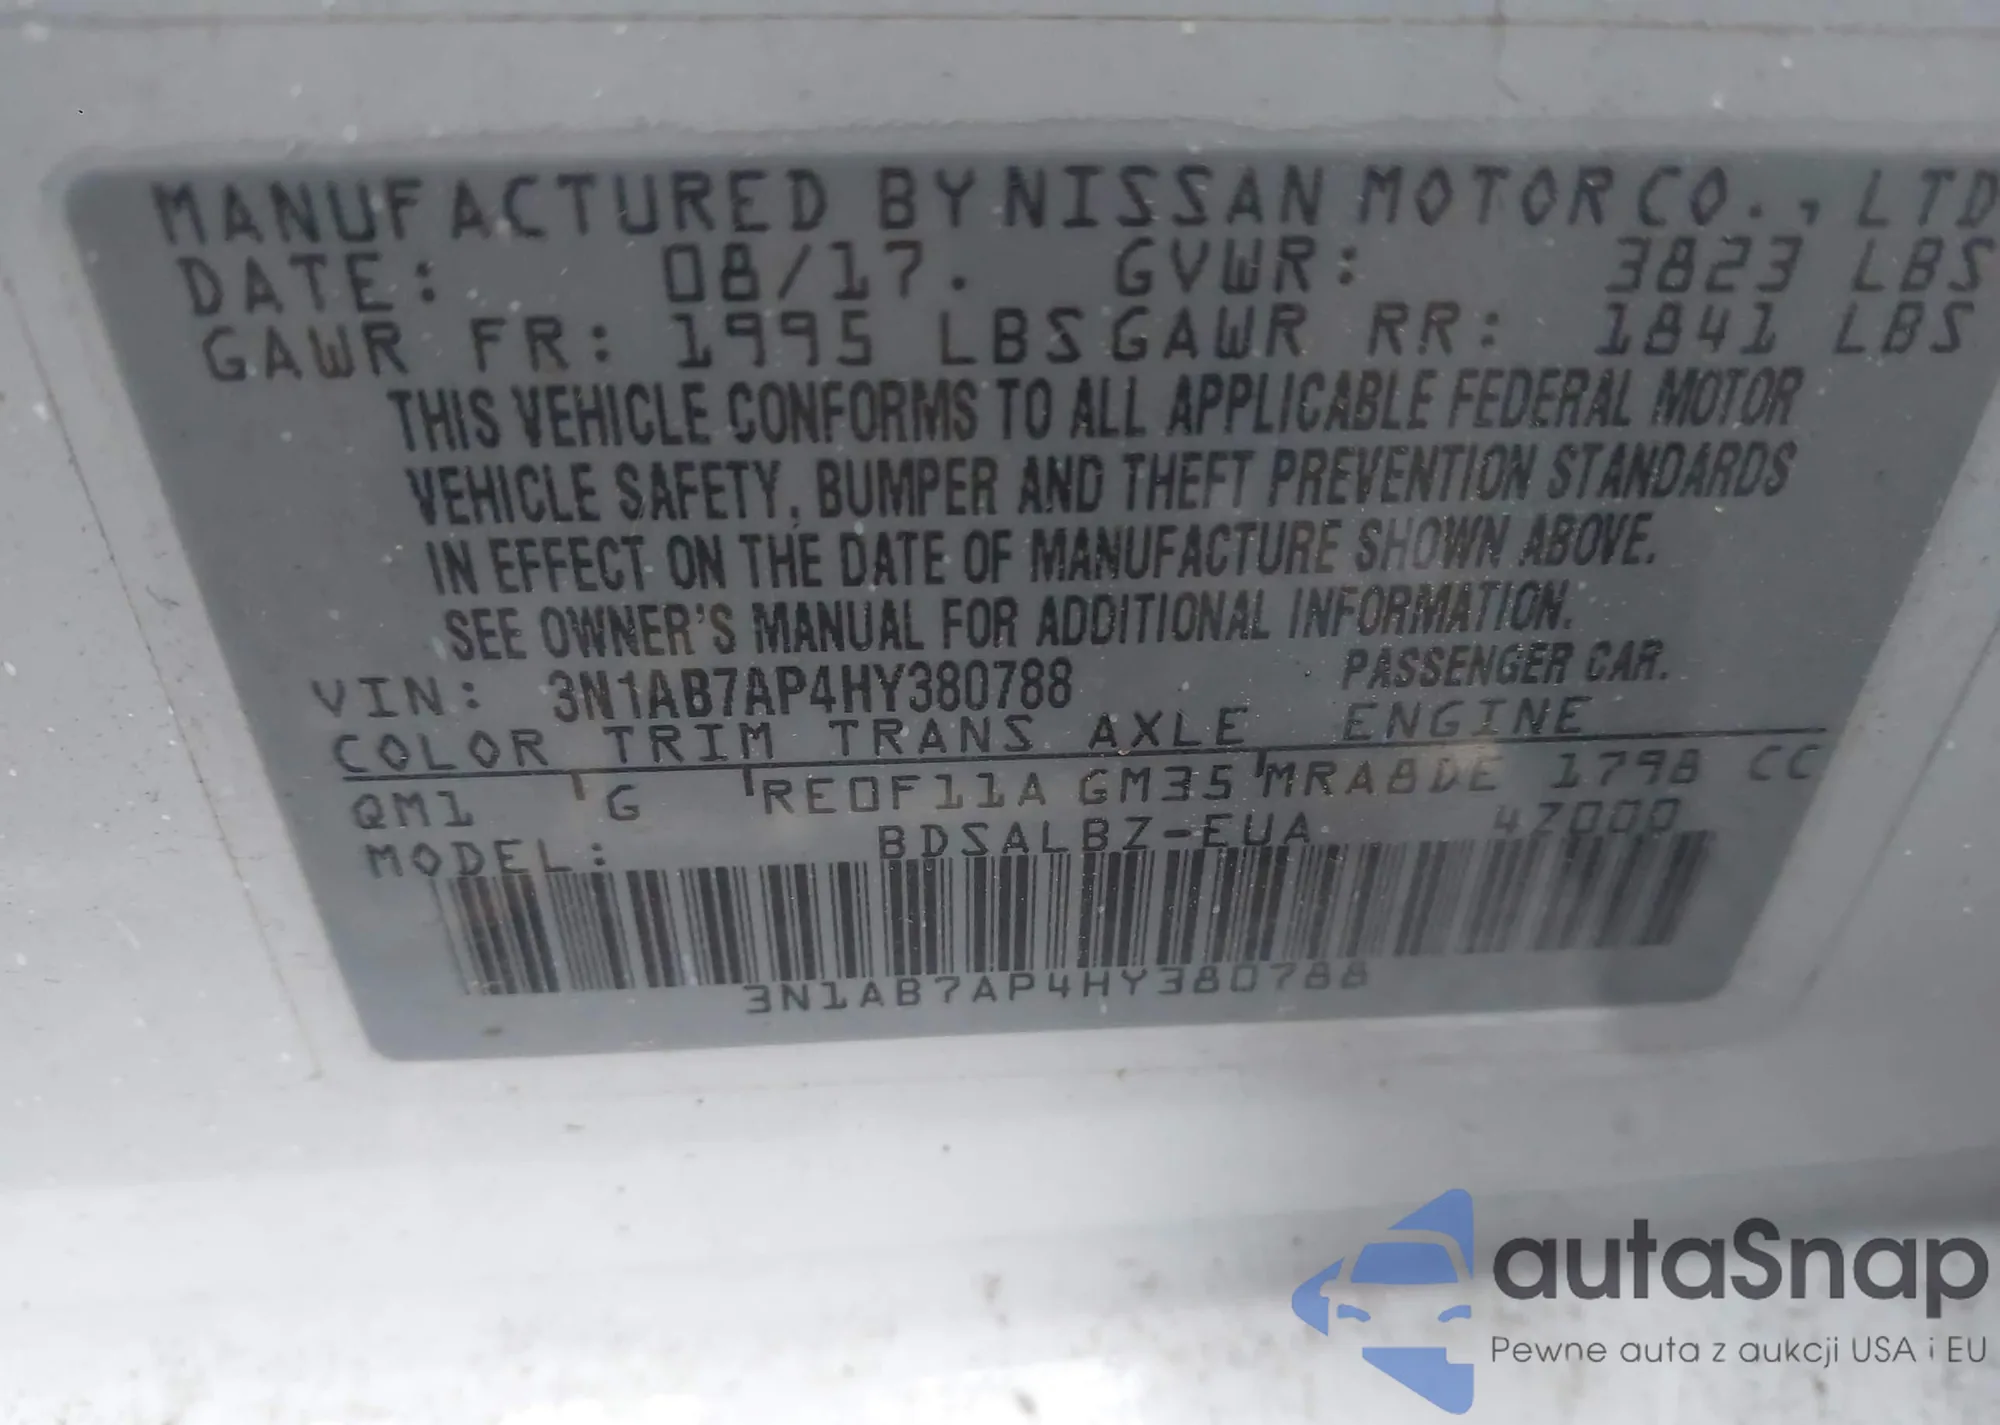 MANUFACTURED BY NISSAN MOTOR CO., LTD
DATE: 08/17. GVWR: 3823 LBS
GAWR FR: 1995 LBS GAWR RR: 1841 LBS
THIS VEHICLE CONFORMS TO ALL APPLICABLE FEDERAL MOTOR
VEHICLE SAFETY, BUMPER AND THEFT PREVENTION STANDARDS
IN EFFECT ON THE DATE OF MANUFACTURE SHOWN ABOVE.
SEE OWNER'S MANUAL FOR ADDITIONAL INFORMATION.
VIN: 3N1AB7AP4HY380788 PASSENGER CAR.
COLOR TRIM TRANS AXLE ENGINE
QM1 G RE0F11A GM35 MRA8DE 1798 CC
MODEL: BDSALBZ-EUA 4Z000
3N1AB7AP4HY380788
autaSnap
Pewne auta z aukcji USA i EU